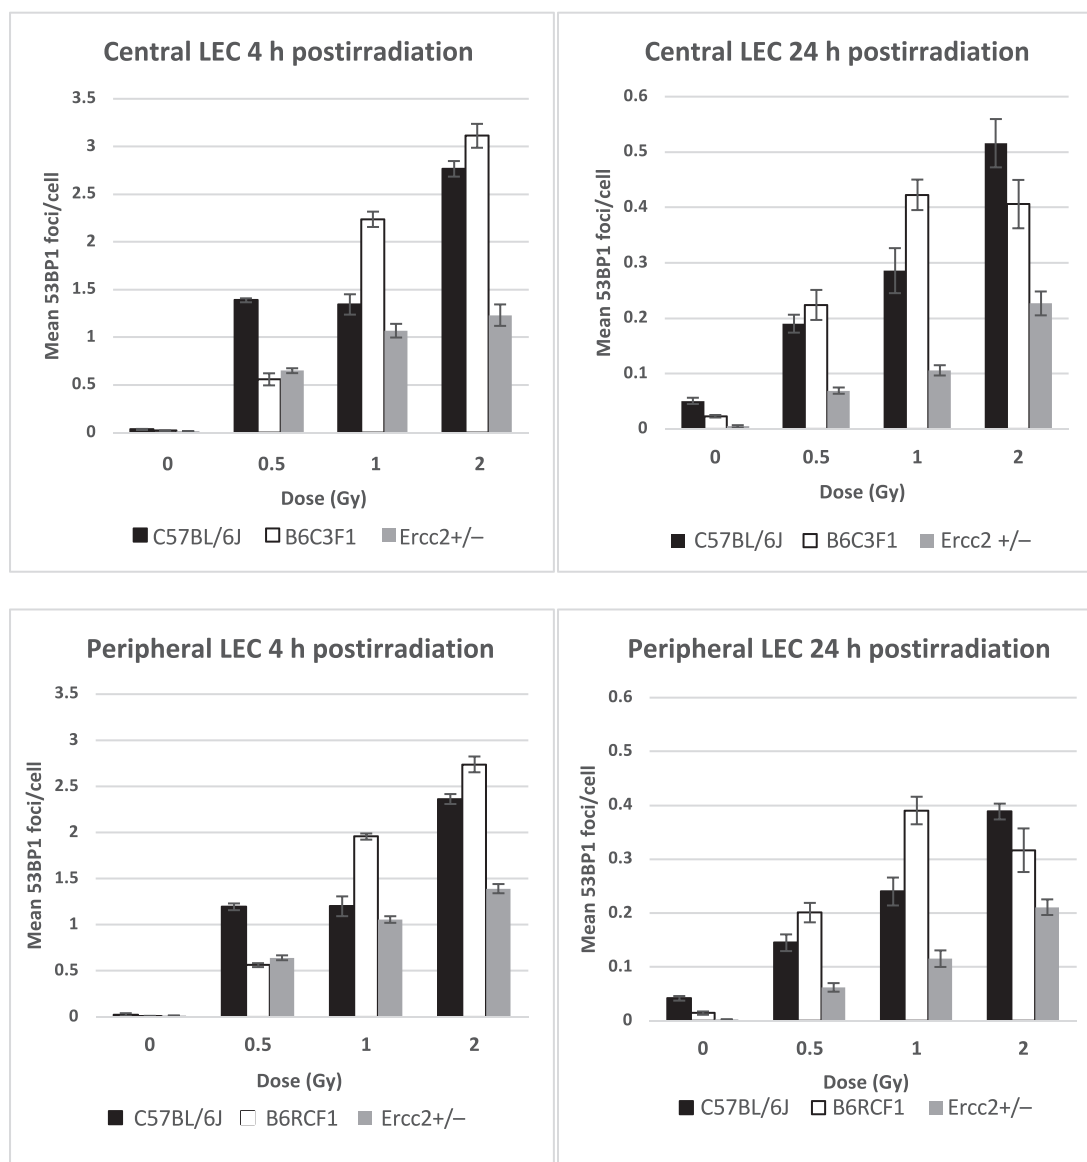 Central LEC 4 h postirradiation
3.5
3
2.5
2
1.5
1
0.5
0
Mean 53BP1 foci/cell
0 0.5 1 2
Dose (Gy)
C57BL/6J B6C3F1 Ercc2+/–
Central LEC 24 h postirradiation
0.6
0.5
0.4
0.3
0.2
0.1
0
Mean 53BP1 foci/cell
0 0.5 1 2
Dose (Gy)
C57BL/6J B6C3F1 Ercc2 +/–
Peripheral LEC 4 h postirradiation
3.5
3
2.5
2
1.5
1
0.5
0
Mean 53BP1 foci/cell
0 0.5 1 2
Dose (Gy)
C57BL/6J B6RCF1 Ercc2+/–
Peripheral LEC 24 h postirradiation
0.6
0.5
0.4
0.3
0.2
0.1
0
Mean 53BP1 foci/cell
0 0.5 1 2
Dose (Gy)
C57BL/6J B6RCF1 Ercc2+/–